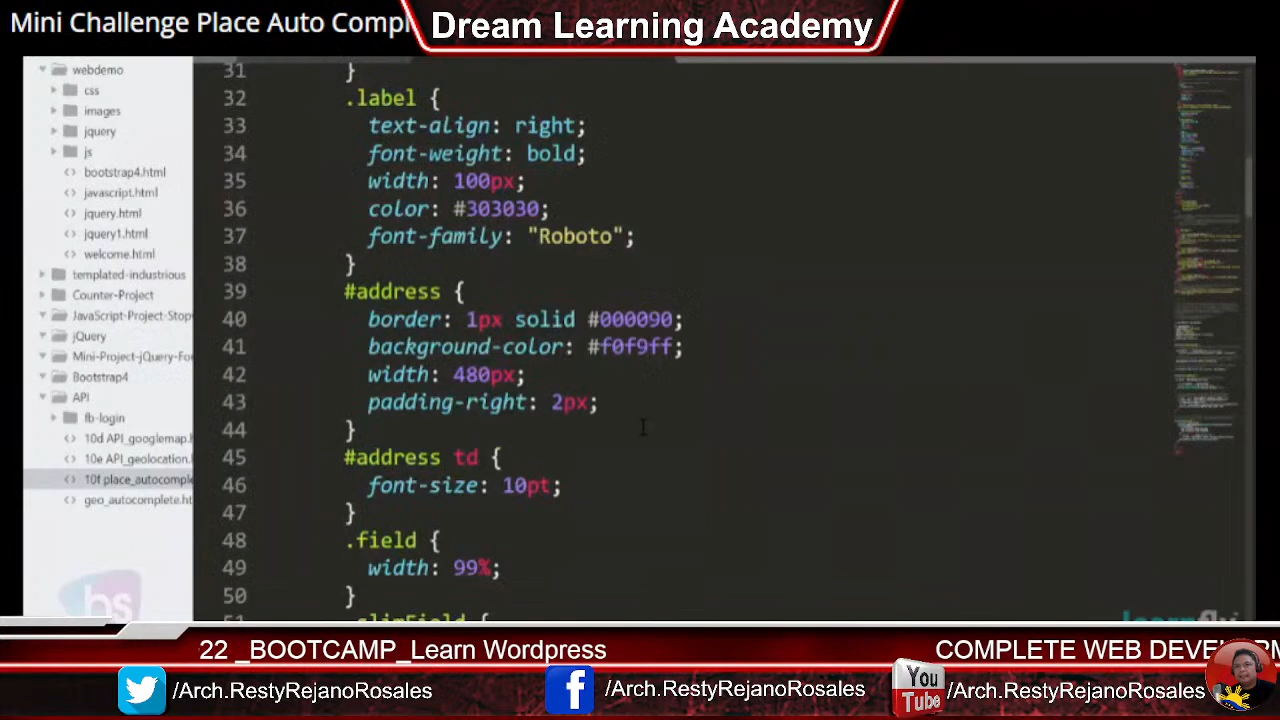 Mini Challenge Place Auto Compl
Dream Learning Academy
webdemo
css
images
jquery
js
bootstrap4.html
javascript.html
jquery.html
jquery1.html
welcome.html
templated-industrious
Counter-Project
JavaScript-Project-Stop
jQuery
Mini-Project-jQuery-Fo
Bootstrap4
API
fb-login
10d API_googlemap.h
10e API_geolocation.
10f place_autocomple
geo_autocomplete.ht
31 }
32 .label {
33 text-align: right;
34 font-weight: bold;
35 width: 100px;
36 color: #303030;
37 font-family: "Roboto";
38 }
39 #address {
40 border: 1px solid #000090;
41 background-color: #f0f9ff;
42 width: 480px;
43 padding-right: 2px;
44 }
45 #address td {
46 font-size: 10pt;
47 }
48 .field {
49 width: 99%;
50 }
51 .slimField {
bs
22 _BOOTCAMP_Learn Wordpress
COMPLETE WEB DEVELOPM
/Arch.RestyRejanoRosales
/Arch.RestyRejanoRosales
You
Tube
/Arch.RestyRejanoRosales